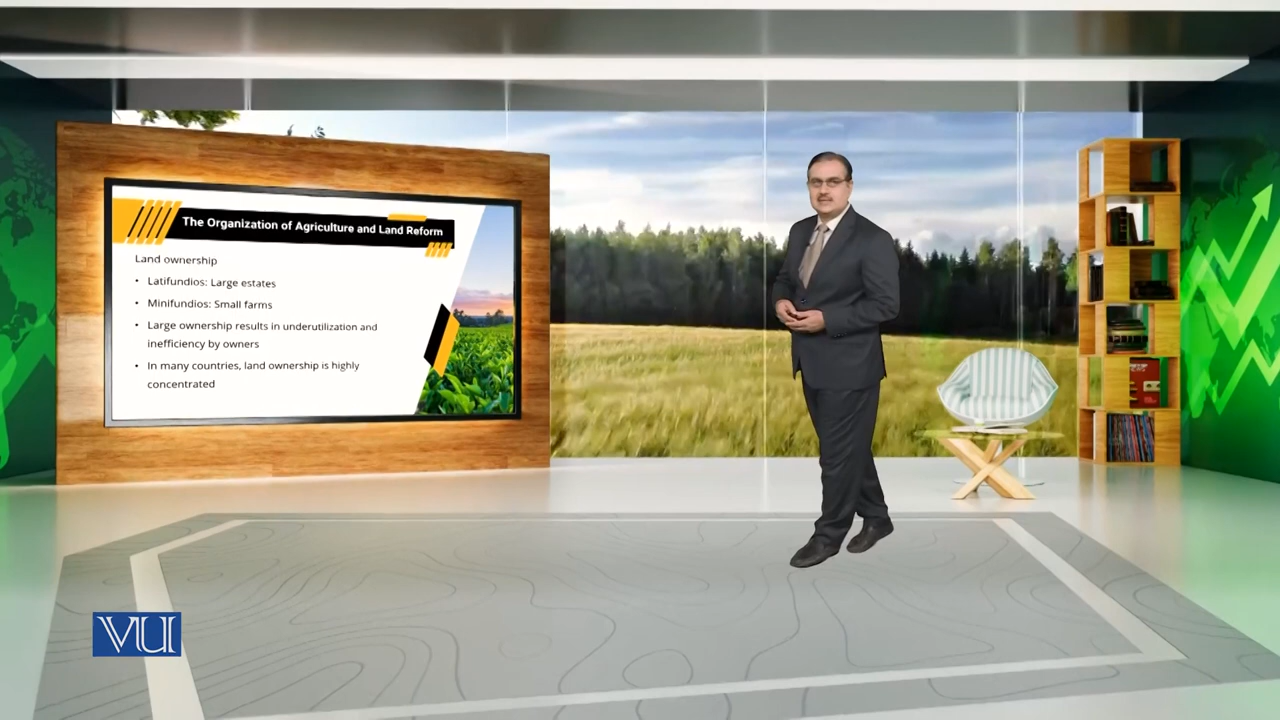 The Organization of Agriculture and Land Reform
Land ownership
• Latifundios: Large estates
• Minifundios: Small farms
• Large ownership results in underutilization and
inefficiency by owners
• In many countries, land ownership is highly
concentrated
VU